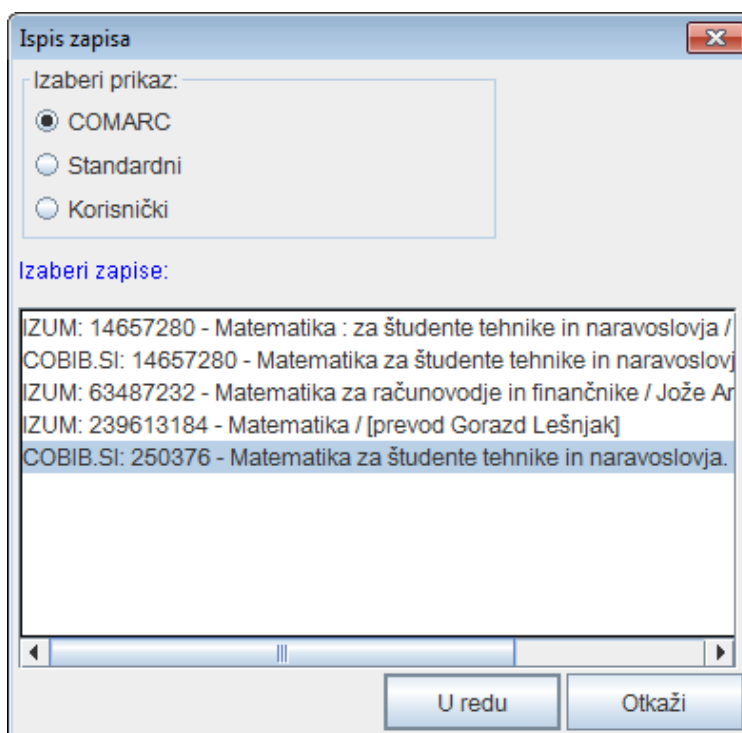 Ispis zapisa
Izaberi prikaz:
COMARC
Standardni
Korisnički
Izaberi zapise:
IZUM: 14657280 - Matematika : za študente tehnike in naravoslovja /
COBIB.SI: 14657280 - Matematika za študente tehnike in naravoslovj
IZUM: 63487232 - Matematika za računovodje in finančnike / Jože Ar
IZUM: 239613184 - Matematika / [prevod Gorazd Lešnjak]
COBIB.SI: 250376 - Matematika za študente tehnike in naravoslovja.
U redu Otkaži